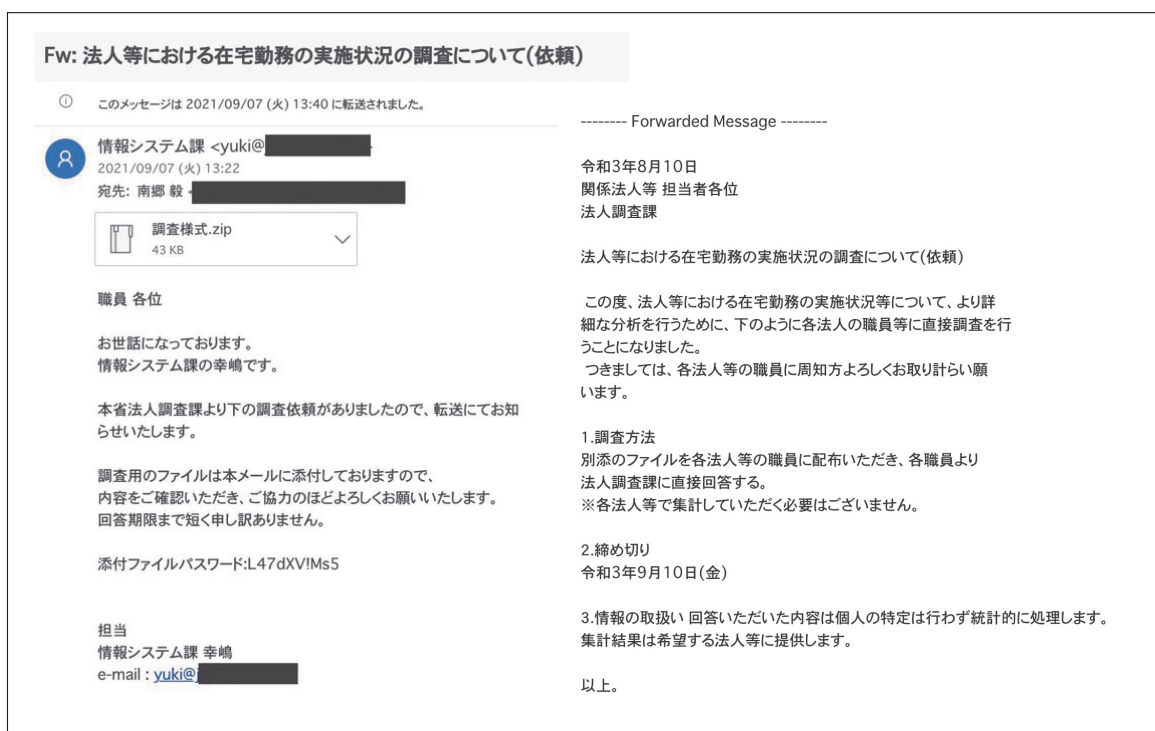 Fw: 法人等における在宅勤務の実施状況の調査について(依頼)
このメッセージは 2021/09/07 (火) 13:40 に転送されました。
情報システム課 <yuki@
2021/09/07 (火) 13:22
宛先: 南郷 毅 <
調査様式.zip
43 KB
職員 各位
お世話になっております。
情報システム課の幸嶋です。
本省法人調査課より下の調査依頼がありましたので、転送にてお知
らせいたします。
調査用のファイルは本メールに添付しておりますので、
内容をご確認いただき、ご協力のほどよろしくお願いいたします。
回答期限まで短く申し訳ありません。
添付ファイルパスワード:L47dXV!Ms5
担当
情報システム課 幸嶋
e-mail : yuki@j
-------- Forwarded Message --------
令和3年8月10日
関係法人等 担当者各位
法人調査課
法人等における在宅勤務の実施状況の調査について(依頼)
この度、法人等における在宅勤務の実施状況等について、より詳
細な分析を行うために、下のように各法人の職員等に直接調査を行
うことになりました。
つきましては、各法人等の職員に周知方よろしくお取り計らい願
います。
1.調査方法
別添のファイルを各法人等の職員に配布いただき、各職員より
法人調査課に直接回答する。
※各法人等で集計していただく必要はございません。
2.締め切り
令和3年9月10日(金)
3.情報の取扱い 回答いただいた内容は個人の特定は行わず統計的に処理します。
集計結果は希望する法人等に提供します。
以上。